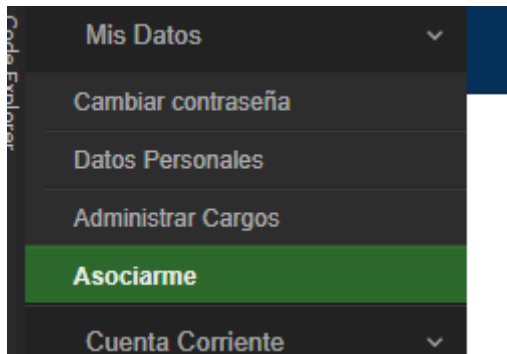 Code Explorer
Mis Datos
Cambiar contraseña
Datos Personales
Administrar Cargos
Asociarme
Cuenta Corriente